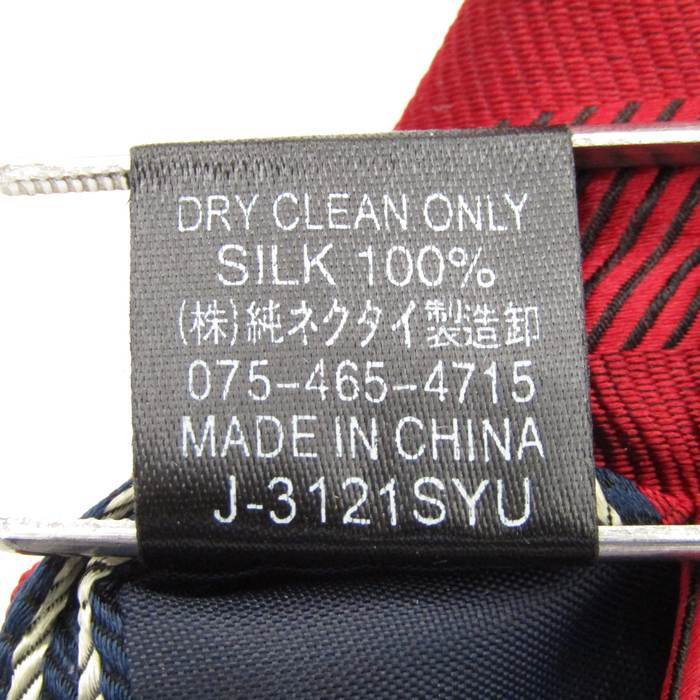 DRY CLEAN ONLY
SILK 100%
(株)純ネクタイ製造卸
075-465-4715
MADE IN CHINA
J-3121SYU